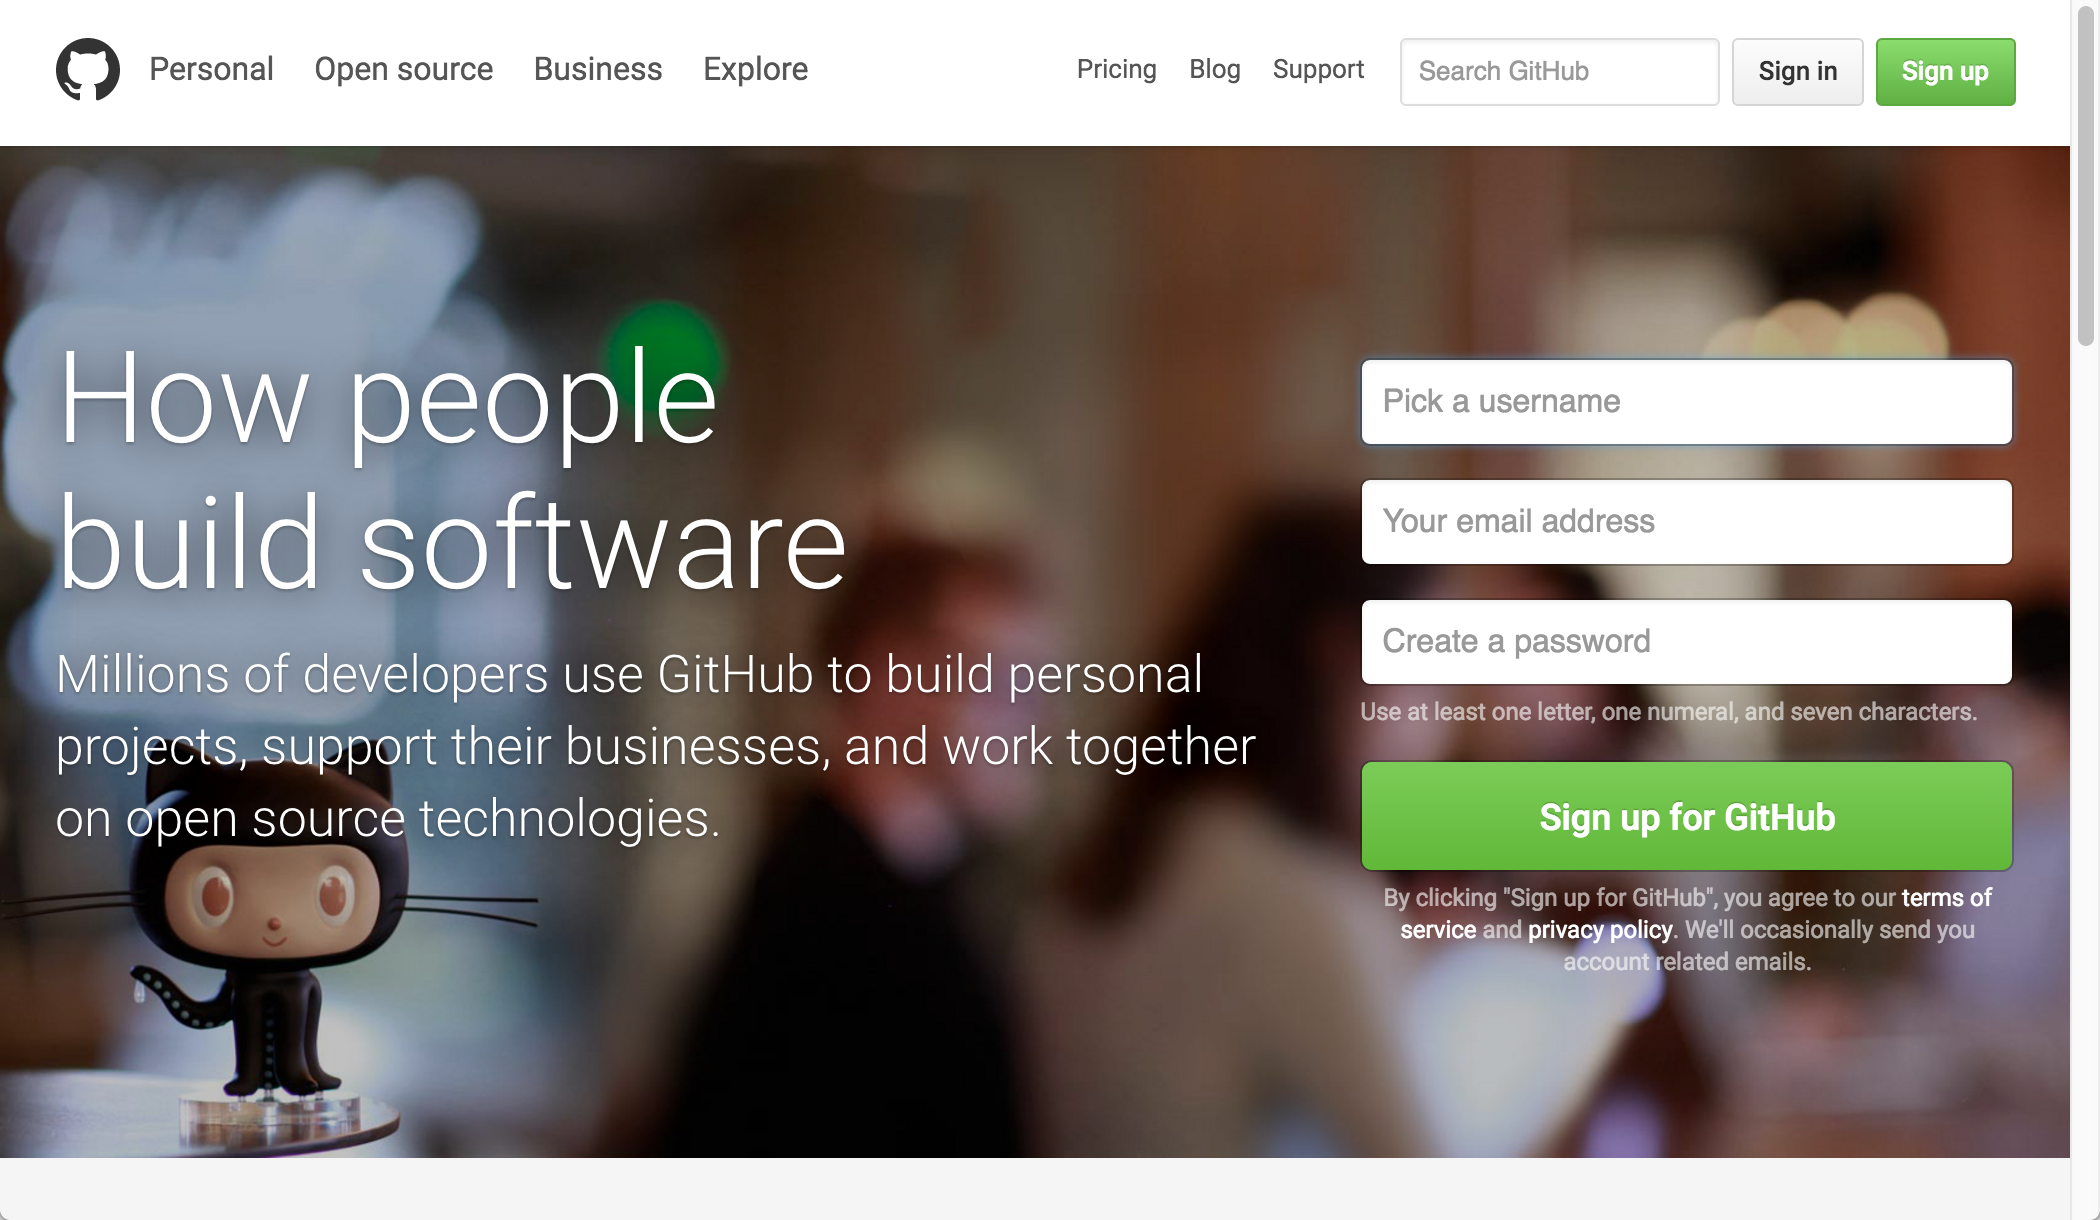 Personal Open source Business Explore Pricing Blog Support Search GitHub Sign in Sign up
How people
build software
Millions of developers use GitHub to build personal
projects, support their businesses, and work together
on open source technologies.
Pick a username
Your email address
Create a password
Use at least one letter, one numeral, and seven characters.
Sign up for GitHub
By clicking "Sign up for GitHub", you agree to our terms of
service and privacy policy. We'll occasionally send you
account related emails.